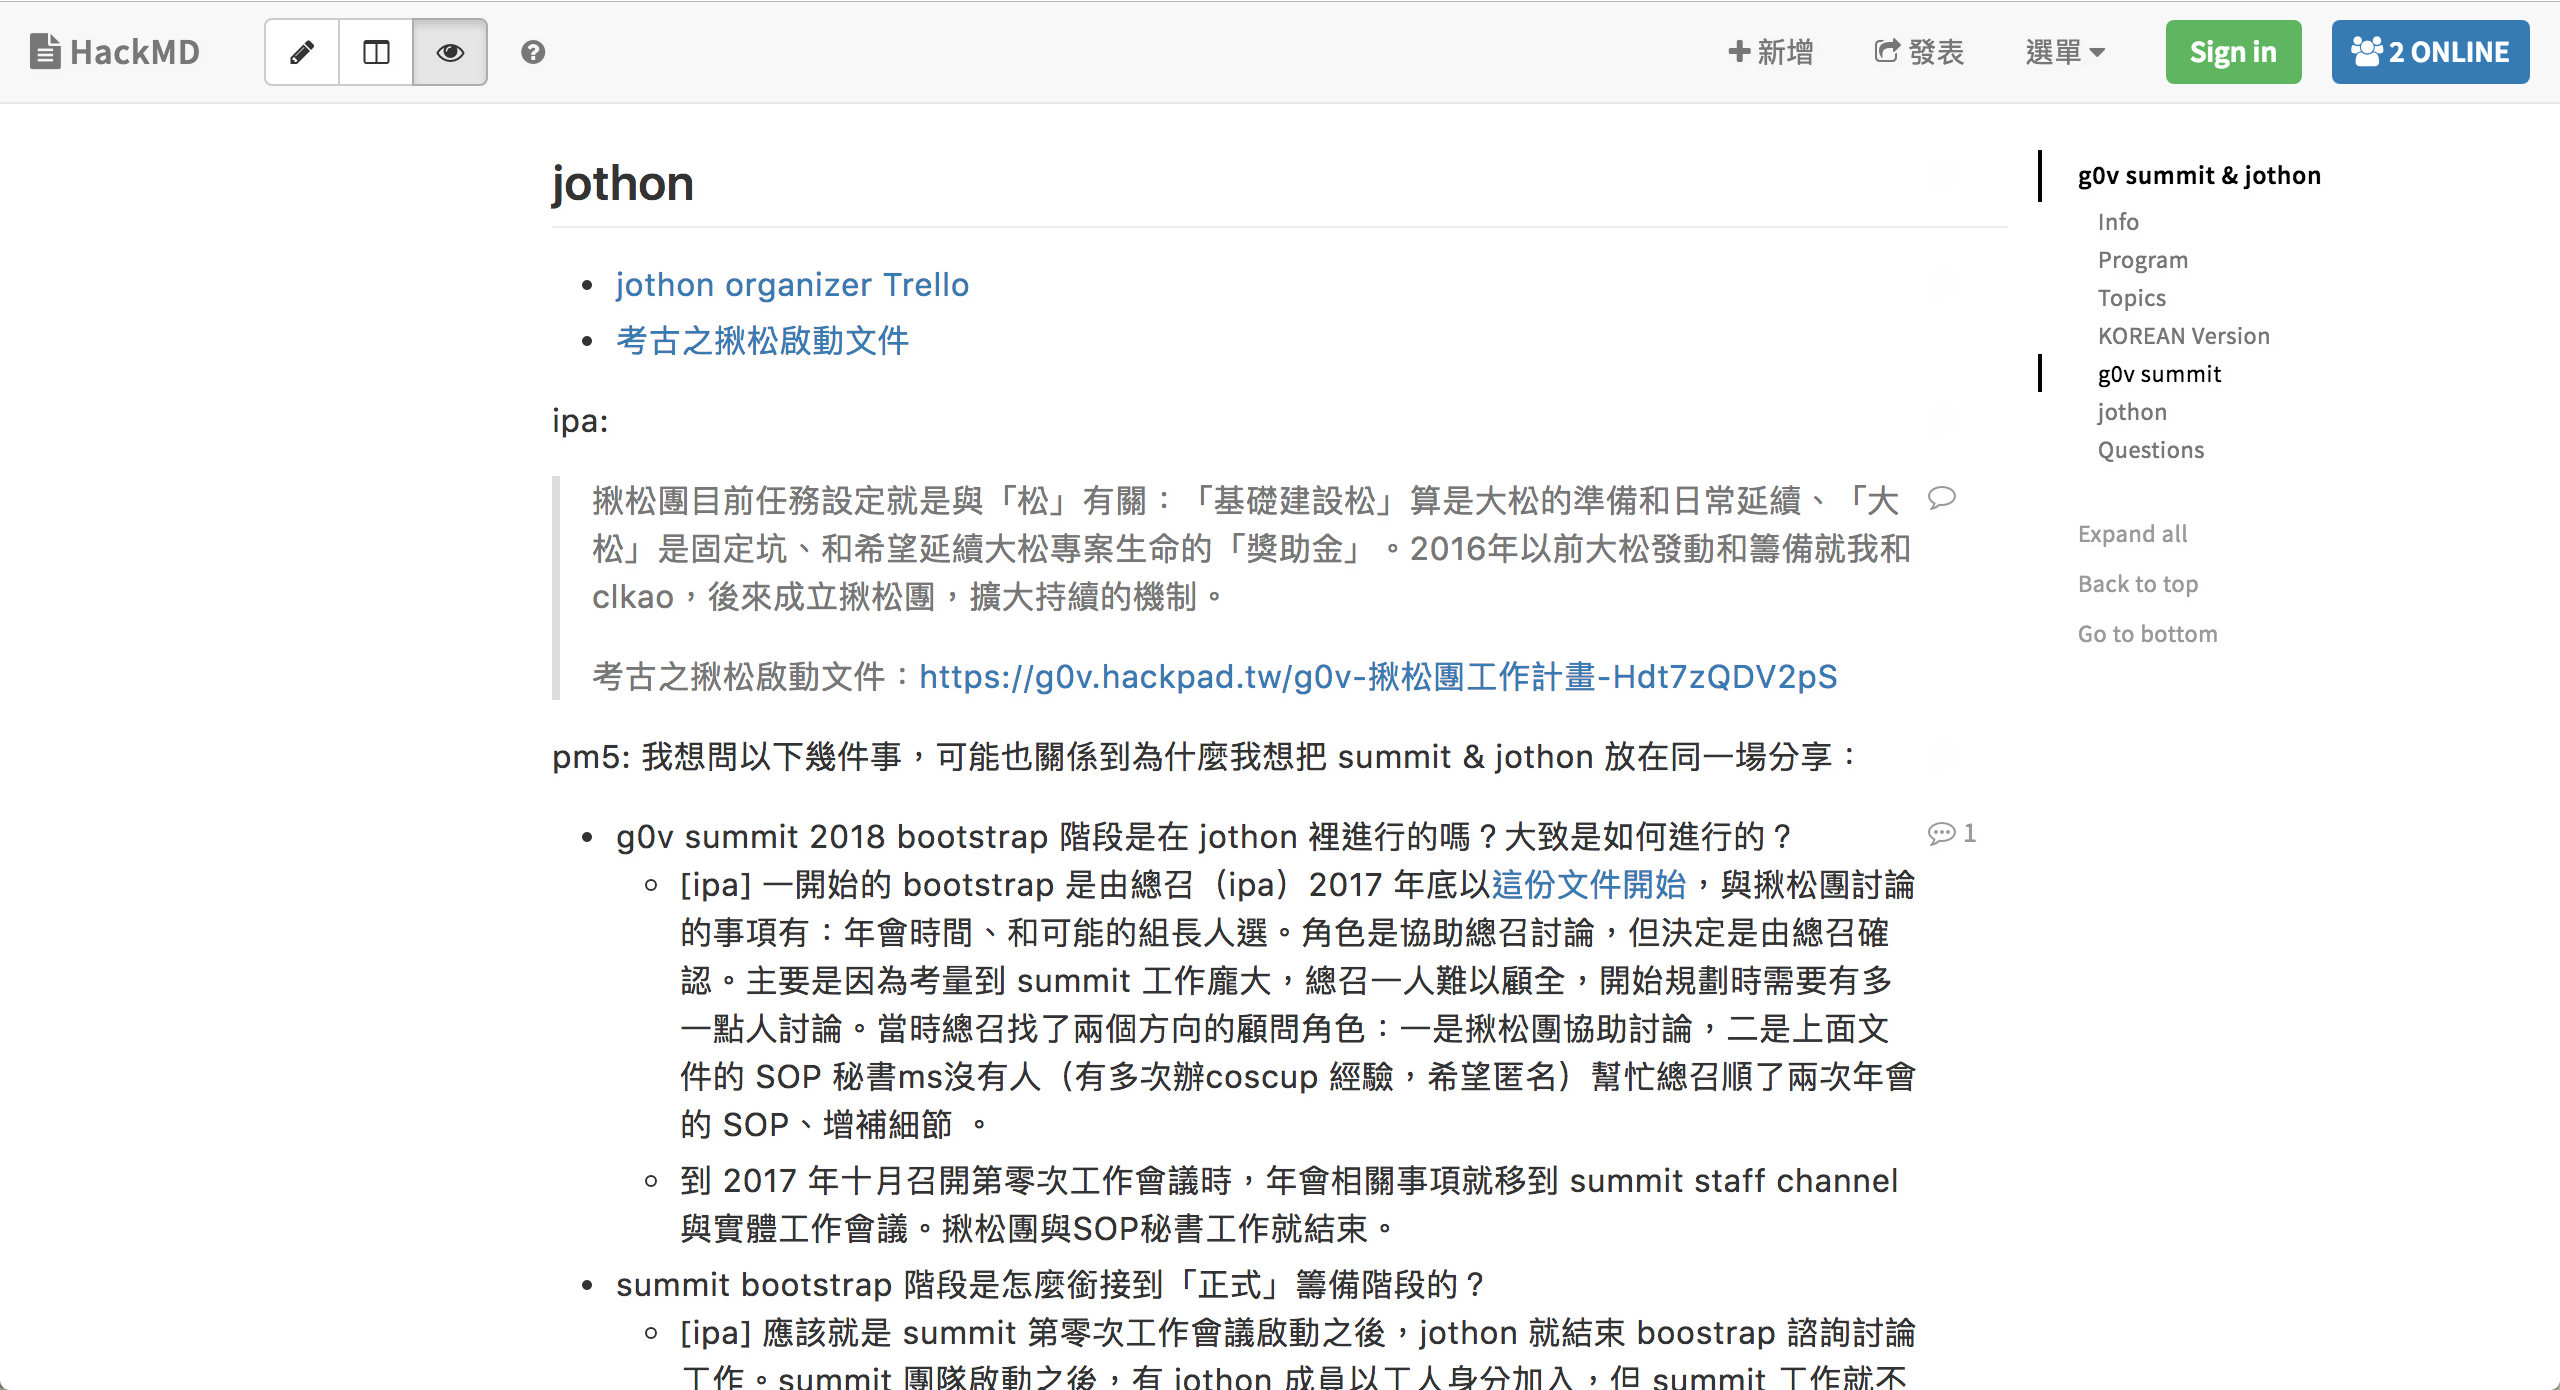 HackMD
新增
發表
選單
Sign in
2 ONLINE
jothon
jothon organizer Trello
考古之揪松啟動文件
ipa:
揪松團目前任務設定就是與「松」有關：「基礎建設松」算是大松的準備和日常延續、「大
松」是固定坑、和希望延續大松專案生命的「獎助金」。2016年以前大松發動和籌備就我和
clkao，後來成立揪松團，擴大持續的機制。
考古之揪松啟動文件：https://g0v.hackpad.tw/g0v-揪松團工作計畫-Hdt7zQDV2pS
pm5: 我想問以下幾件事，可能也關係到為什麼我想把 summit & jothon 放在同一場分享：
g0v summit 2018 bootstrap 階段是在 jothon 裡進行的嗎？大致是如何進行的？
1
[ipa] 一開始的 bootstrap 是由總召（ipa）2017 年底以這份文件開始，與揪松團討論
的事項有：年會時間、和可能的組長人選。角色是協助總召討論，但決定是由總召確
認。主要是因為考量到 summit 工作龐大，總召一人難以顧全，開始規劃時需要有多
一點人討論。當時總召找了兩個方向的顧問角色：一是揪松團協助討論，二是上面文
件的 SOP 秘書ms沒有人（有多次辦coscup 經驗，希望匿名）幫忙總召順了兩次年會
的 SOP、增補細節 。
到 2017 年十月召開第零次工作會議時，年會相關事項就移到 summit staff channel
與實體工作會議。揪松團與SOP秘書工作就結束。
summit bootstrap 階段是怎麼銜接到「正式」籌備階段的？
[ipa] 應該就是 summit 第零次工作會議啟動之後，jothon 就結束 boostrap 諮詢討論
工作。summit 團隊啟動之後，有 jothon 成員以工人身分加入，但 summit 工作就不
g0v summit & jothon
Info
Program
Topics
KOREAN Version
g0v summit
jothon
Questions
Expand all
Back to top
Go to bottom